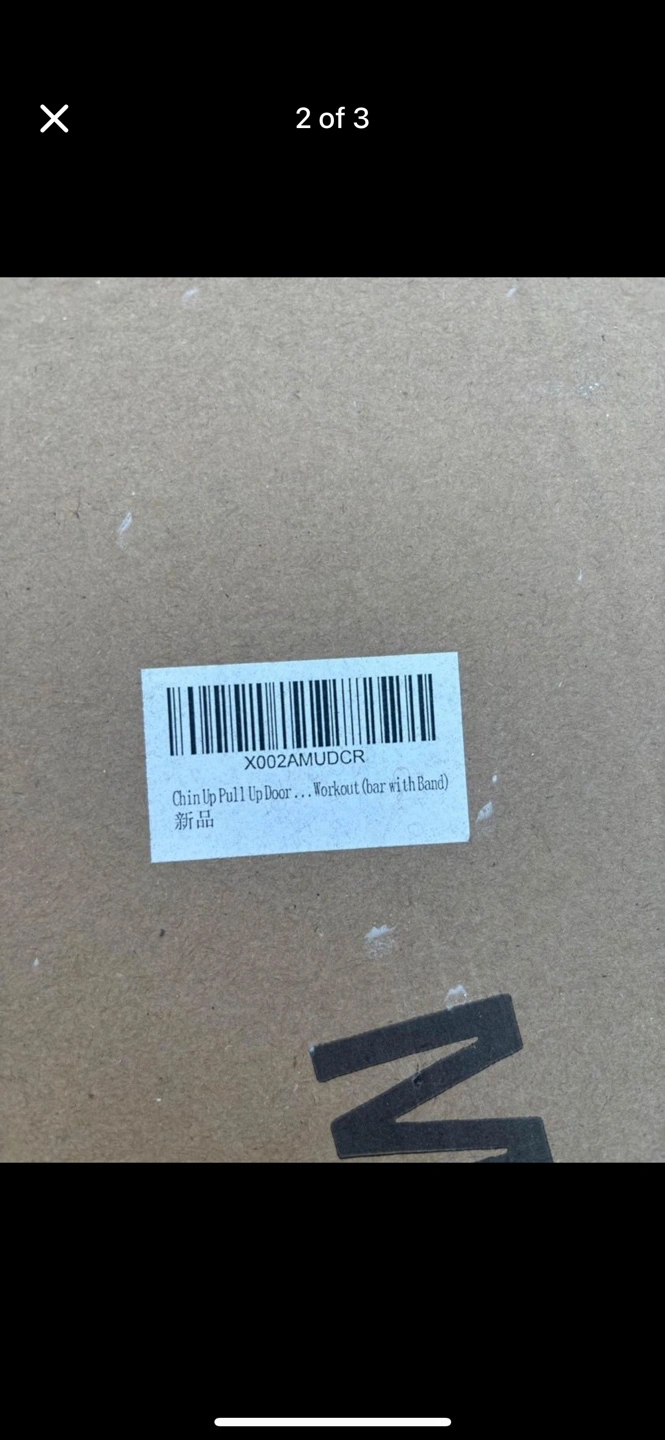 2 of 3
X002AMUDCR
Chin Up Pull Up Door...Workout(bar with Band)
新品
M